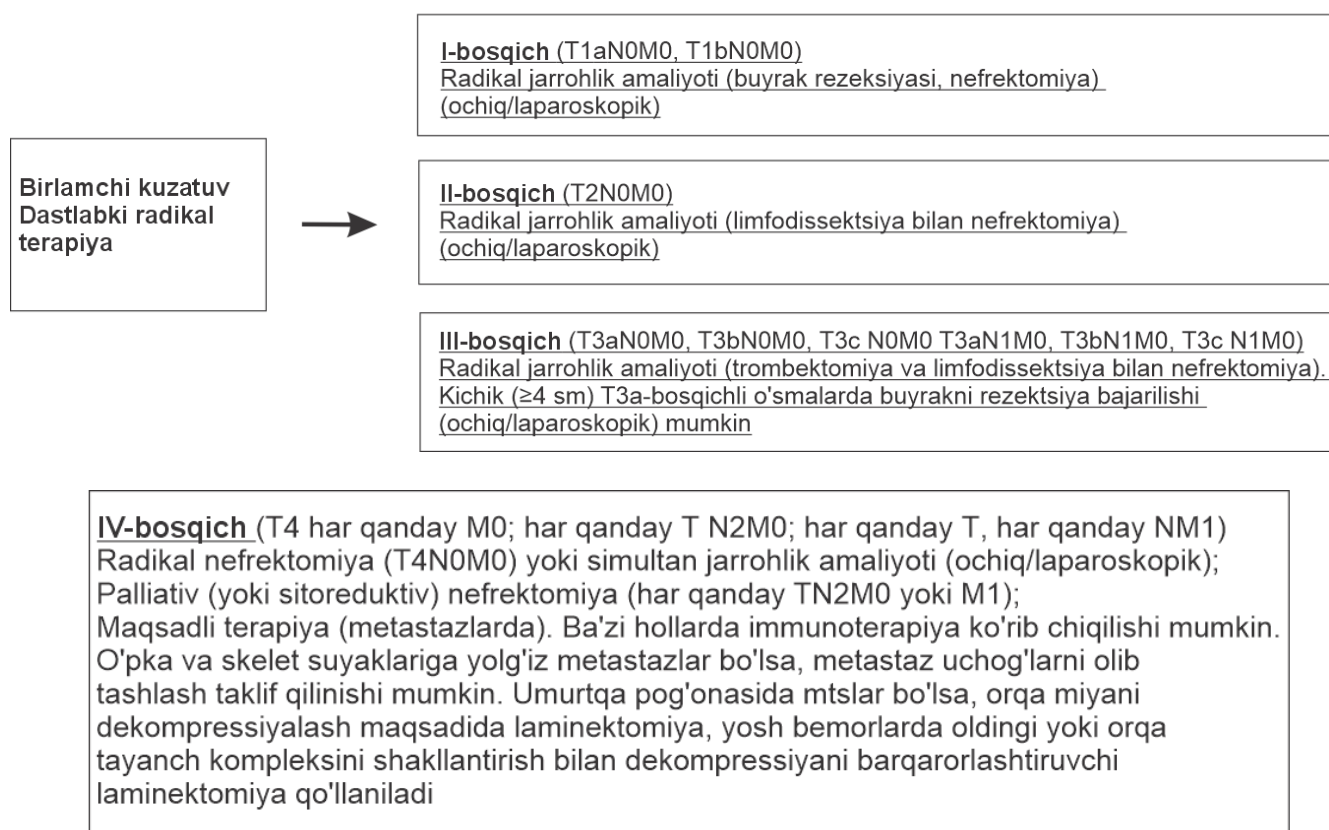 I-bosqich (T1aN0M0, T1bN0M0)
Radikal jarrohlik amaliyoti (buyrak rezeksiyasi, nefrektomiya)
(ochiq/laparoskopik)
Birlamchi kuzatuv
Dastlabki radikal
terapiya
II-bosqich (T2N0M0)
Radikal jarrohlik amaliyoti (limfodissektsiya bilan nefrektomiya)
(ochiq/laparoskopik)
III-bosqich (T3aN0M0, T3bN0M0, T3c N0M0 T3aN1M0, T3bN1M0, T3c N1M0)
Radikal jarrohlik amaliyoti (trombektomiya va limfodissektsiya bilan nefrektomiya).
Kichik (≥4 sm) T3a-bosqichli o'smalarda buyrakni rezektsiya bajarilishi
(ochiq/laparoskopik) mumkin
IV-bosqich (T4 har qanday M0; har qanday T N2M0; har qanday T, har qanday NM1)
Radikal nefrektomiya (T4N0M0) yoki simultan jarrohlik amaliyoti (ochiq/laparoskopik);
Palliativ (yoki sitoreduktiv) nefrektomiya (har qanday TN2M0 yoki M1);
Maqsadli terapiya (metastazlarda). Ba'zi hollarda immunoterapiya ko'rib chiqilishi mumkin.
O'pka va skelet suyaklariga yolg'iz metastazlar bo'lsa, metastaz uchog'larni olib
tashlash taklif qilinishi mumkin. Umurtqa pog'onasida mtslar bo'lsa, orqa miyani
dekompressiyalash maqsadida laminektomiya, yosh bemorlarda oldingi yoki orqa
tayanch kompleksini shakllantirish bilan dekompressiyani barqarorlashtiruvchi
laminektomiya qo'llaniladi